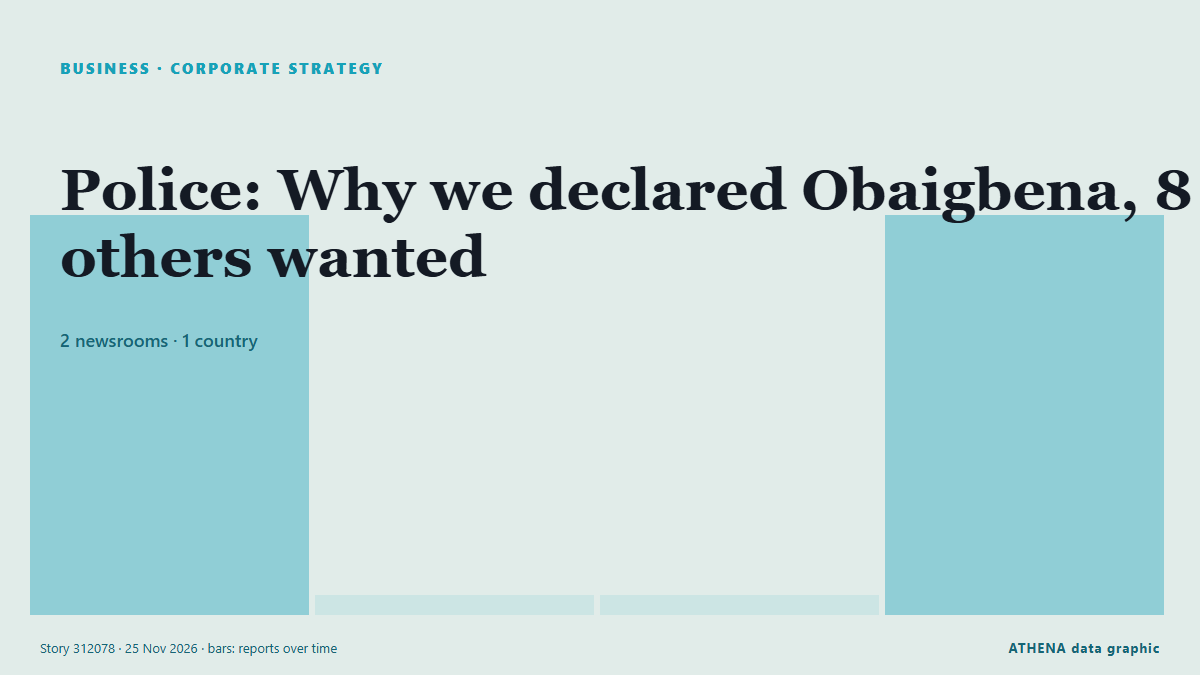 BUSINESS · CORPORATE STRATEGY
Police: Why we declared Obaigbena, 8
others wanted
2 newsrooms · 1 country
Story 312078 · 25 Nov 2026 · bars: reports over time
ATHENA data graphic